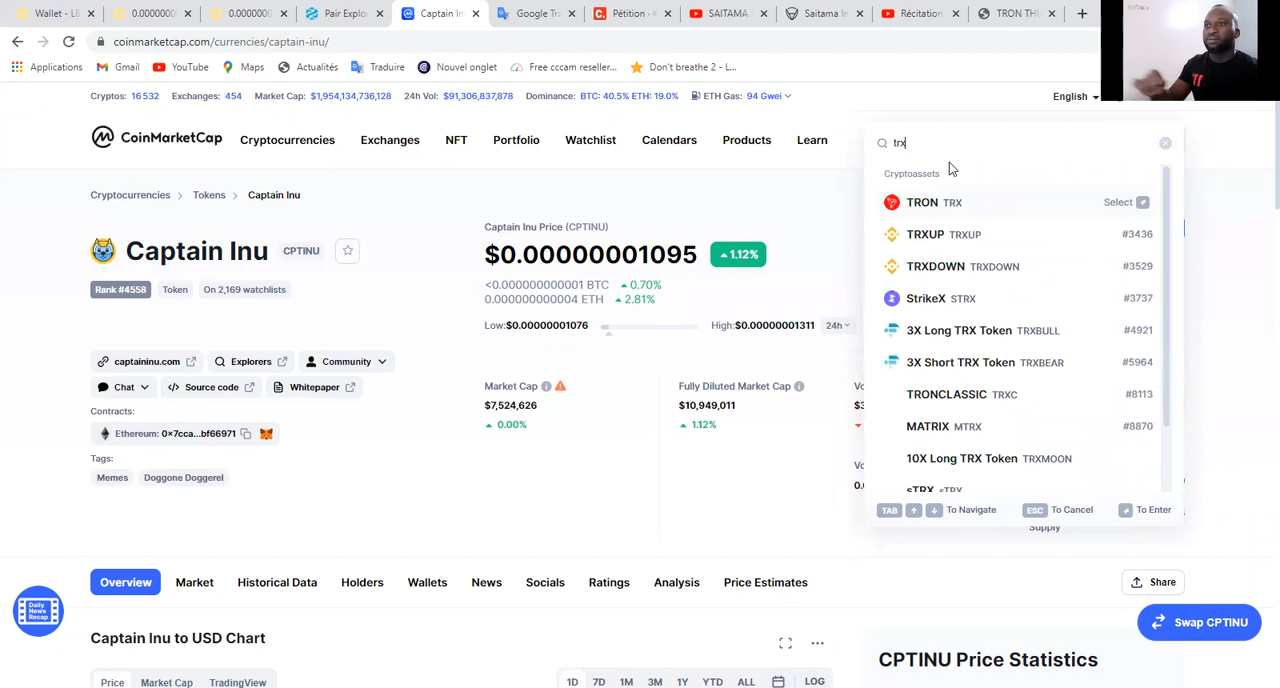 Wallet - LB
0.0000000
0.0000000
Pair Explo
Captain In
Google Tra
Pétition - 
SAITAMA
Saitama In
Récitation
TRON TH
coinmarketcap.com/currencies/captain-inu/
Applications
Gmail
YouTube
Maps
Actualités
Traduire
Nouvel onglet
Free cccam reseller...
Don't breathe 2 - L...
Cryptos: 16 532
Exchanges: 454
Market Cap: $1,954,134,736,128
24h Vol: $91,306,837,878
Dominance: BTC: 40.5% ETH: 19.0%
ETH Gas: 94 Gwei
English
CoinMarketCap
Cryptocurrencies
Exchanges
NFT
Portfolio
Watchlist
Calendars
Products
Learn
trx
Cryptoassets
TRON TRX
Select
TRXUP TRXUP
#3436
TRXDOWN TRXDOWN
#3529
StrikeX STRX
#3737
3X Long TRX Token TRXBULL
#4921
3X Short TRX Token TRXBEAR
#5964
TRONCLASSIC TRXC
#8113
MATRIX MTRX
#8870
10X Long TRX Token TRXMOON
sTRX sTRX
TAB
To Navigate
ESC To Cancel
To Enter
Supply
Cryptocurrencies
Tokens
Captain Inu
Captain Inu
CPTINU
Rank #4558
Token
On 2,169 watchlists
captaininu.com
Explorers
Community
Chat
Source code
Whitepaper
Contracts:
Ethereum: 0x7cca...bf66971
Tags:
Memes
Doggone Doggerel
Captain Inu Price (CPTINU)
$0.00000001095
1.12%
<0.000000000001 BTC
0.70%
0.000000000004 ETH
2.81%
Low:$0.00000001076
High:$0.00000001311
24h
Market Cap
$7,524,626
0.00%
Fully Diluted Market Cap
$10,949,011
1.12%
Overview
Market
Historical Data
Holders
Wallets
News
Socials
Ratings
Analysis
Price Estimates
Share
Daily
News
Recap
Swap CPTINU
Captain Inu to USD Chart
Price
Market Cap
TradingView
1D
7D
1M
3M
1Y
YTD
ALL
LOG
CPTINU Price Statistics